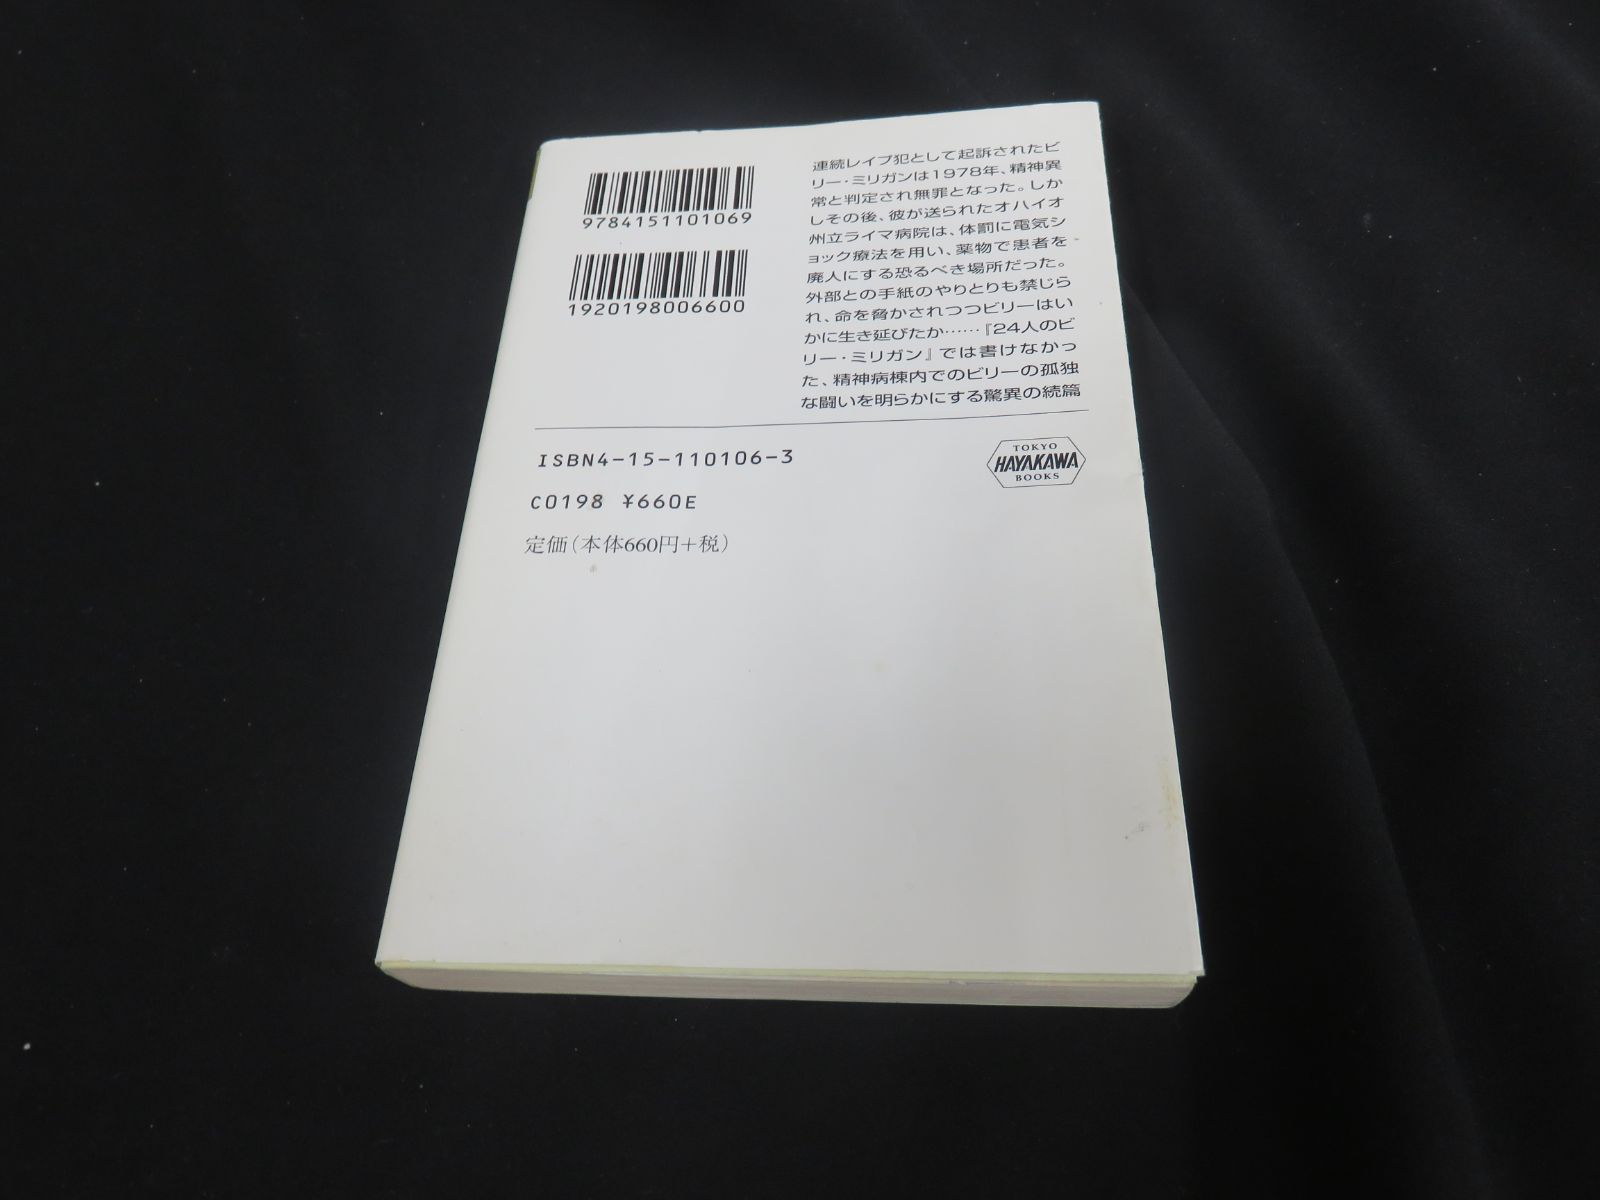 9784151101069
1920198006600
連続レイプ犯として起訴されたビ
リー・ミリガンは1978年、精神異
常と判定され無罪となった。しか
しその後、彼が送られたオハイオ
州立ライマ病院は、体罰に電気シ
ョック療法を用い、薬物で患者を
廃人にする恐るべき場所だった。
外部との手紙のやりとりも禁じら
れ、命を脅かされつつビリーはい
かに生き延びたか……『24人のビ
リー・ミリガン』では書けなかっ
た、精神病棟内でのビリーの孤独
な闘いを明らかにする驚異の続篇
ISBN4-15-110106-3
C0198 ¥660E
定価(本体660円+税)
TOKYO
HAYAKAWA
BOOKS